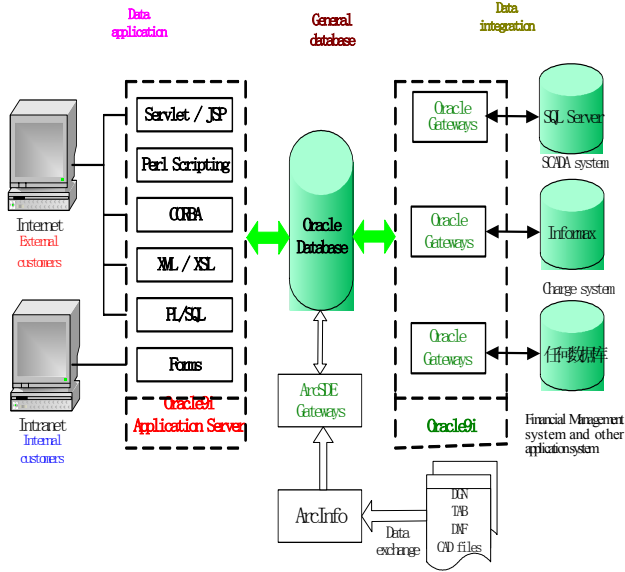 Data
application
General
database
Data
integration
Servlet / JSP
Perl Scripting
CORBA
XML / XSL
PL/SQL
Forms
Oracle9i
Application Server
Internet
External
customers
Intranet
Internal
customers
Oracle
Database
ArcSDE
Gateways
ArcInfo
Data
exchange
DGN
TAB
DXF
CAD files
Oracle
Gateways
Oracle
Gateways
Oracle
Gateways
Oracle9i
SQL Server
SCADA system
Infomax
Charge system
任何数据库
Financial Management
system and other
application system